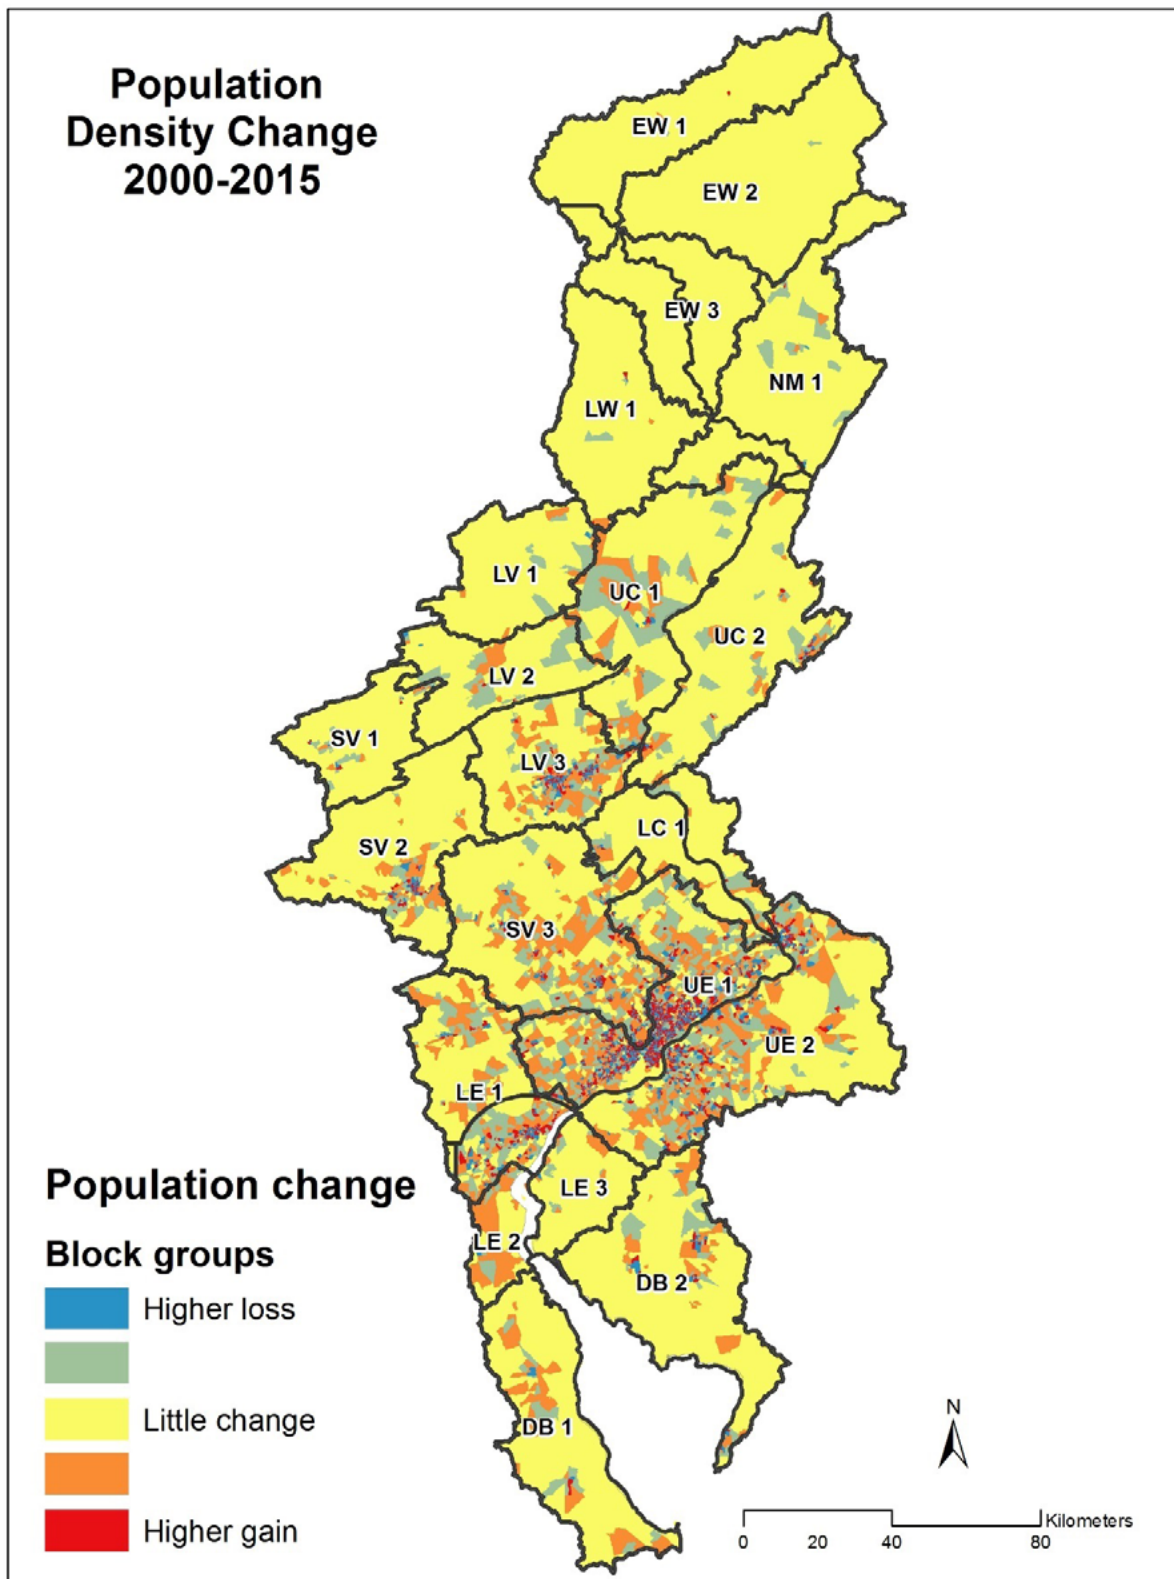 Population
Density Change
2000-2015
EW 1
EW 2
EW 3
NM 1
LW 1
LV 1
UC 1
UC 2
LV 2
SV 1
LV 3
LC 1
SV 2
SV 3
UE 1
UE 2
LE 1
LE 3
LE 2
DB 2
DB 1
Population change
Block groups
Higher loss
Little change
Higher gain
N
Kilometers
0 20 40 80